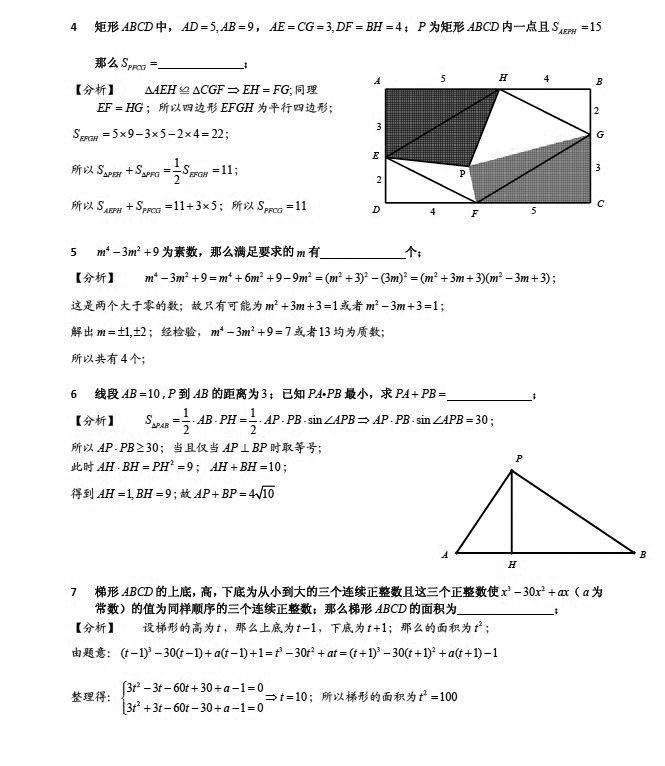 4 矩形ABCD中，AD=5,AB=9，AE=CG=3,DF=BH=4；P为矩形ABCD内一点且S_{AEPH}=15
那么S_{PFCG}=____________；
【分析】 ΔAEH≌ΔCGF⇒EH=FG;同理
EF=HG；所以四边形EFGH为平行四边形；
S_{EFGH}=5×9−3×5−2×4=22；
所以S_{ΔPEH}+S_{ΔPFG}=\frac{1}{2}S_{EFGH}=11；
所以S_{AEPH}+S_{PFCG}=11+3×5；所以S_{PFCG}=11
A 5 H 4 B
2
3 G
E
P 3
2
D 4 F 5 C
5 m⁴−3m²+9为素数，那么满足要求的m有____________个；
【分析】 m⁴−3m²+9=m⁴+6m²+9−9m²=(m²+3)²−(3m)²=(m²+3m+3)(m²−3m+3)；
这是两个大于零的数；故只有可能为m²+3m+3=1或者m²−3m+3=1；
解出m=±1,±2；经检验，m⁴−3m²+9=7或者13均为质数；
所以共有4个；
6 线段AB=10,P到AB的距离为3；已知PA•PB最小，求PA+PB=____________；
【分析】 S_{ΔPAB}=\frac{1}{2}·AB·PH=\frac{1}{2}·AP·PB·sin∠APB⇒AP·PB·sin∠APB=30；
所以AP·PB≥30；当且仅当AP⊥BP时取等号；
此时AH·BH=PH²=9；AH+BH=10；
得到AH=1,BH=9;故AP+BP=4√10
P
A H B
7 梯形ABCD的上底，高，下底为从小到大的三个连续正整数且这三个正整数使x³−30x²+ax（a为
常数）的值为同样顺序的三个连续正整数；那么梯形ABCD的面积为____________；
【分析】 设梯形的高为t，那么上底为t−1，下底为t+1；那么的面积为t²；
由题意：(t−1)³−30(t−1)+a(t−1)+1=t³−30t²+at=(t+1)³−30(t+1)²+a(t+1)−1
整理得：{3t²−3t−60t+30+a−1=0
3t²+3t−60t−30+a−1=0 ⇒t=10；所以梯形的面积为t²=100